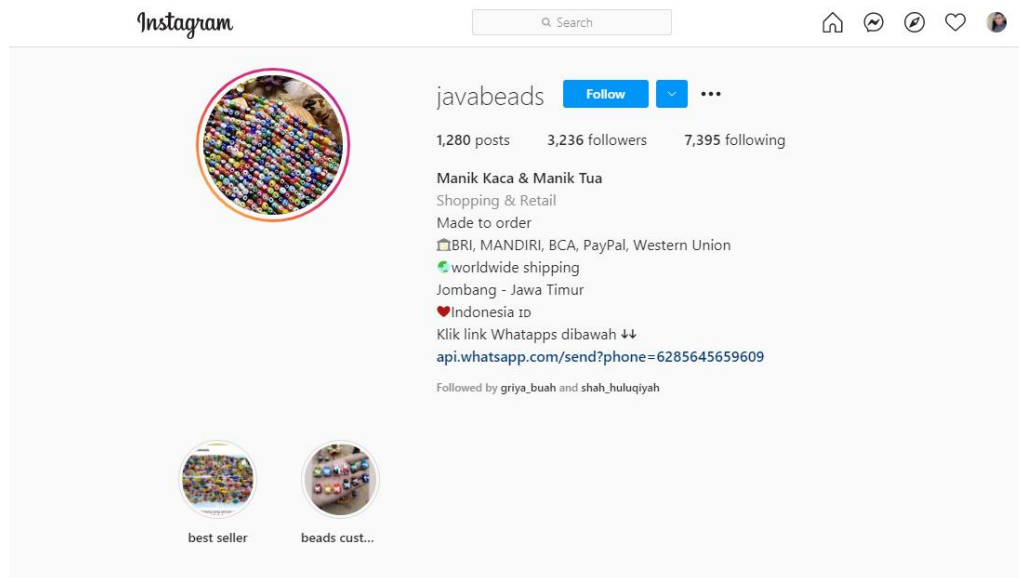 Instagram
Search
javabeads Follow
1,280 posts 3,236 followers 7,395 following
Manik Kaca & Manik Tua
Shopping & Retail
Made to order
🏛BRI, MANDIRI, BCA, PayPal, Western Union
🌏worldwide shipping
Jombang - Jawa Timur
❤Indonesia ID
Klik link Whatapps dibawah ↓↓
api.whatsapp.com/send?phone=6285645659609
Followed by griya_buah and shah_huluqiyah
best seller beads cust...